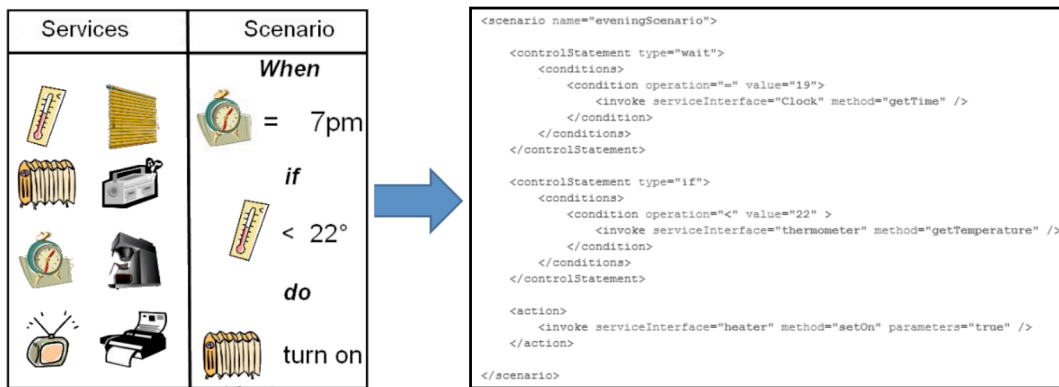 Services
Scenario
When
= 7pm
if
< 22°
do
turn on
<scenario name="eveningScenario">
<controlStatement type="wait">
<conditions>
<condition operation="=" value="19">
<invoke serviceInterface="Clock" method="getTime" />
</condition>
</conditions>
</controlStatement>
<controlStatement type="if">
<conditions>
<condition operation="<" value="22" >
<invoke serviceInterface="thermometer" method="getTemperature" />
</condition>
</conditions>
</controlStatement>
<action>
<invoke serviceInterface="heater" method="setOn" parameters="true" />
</action>
</scenario>